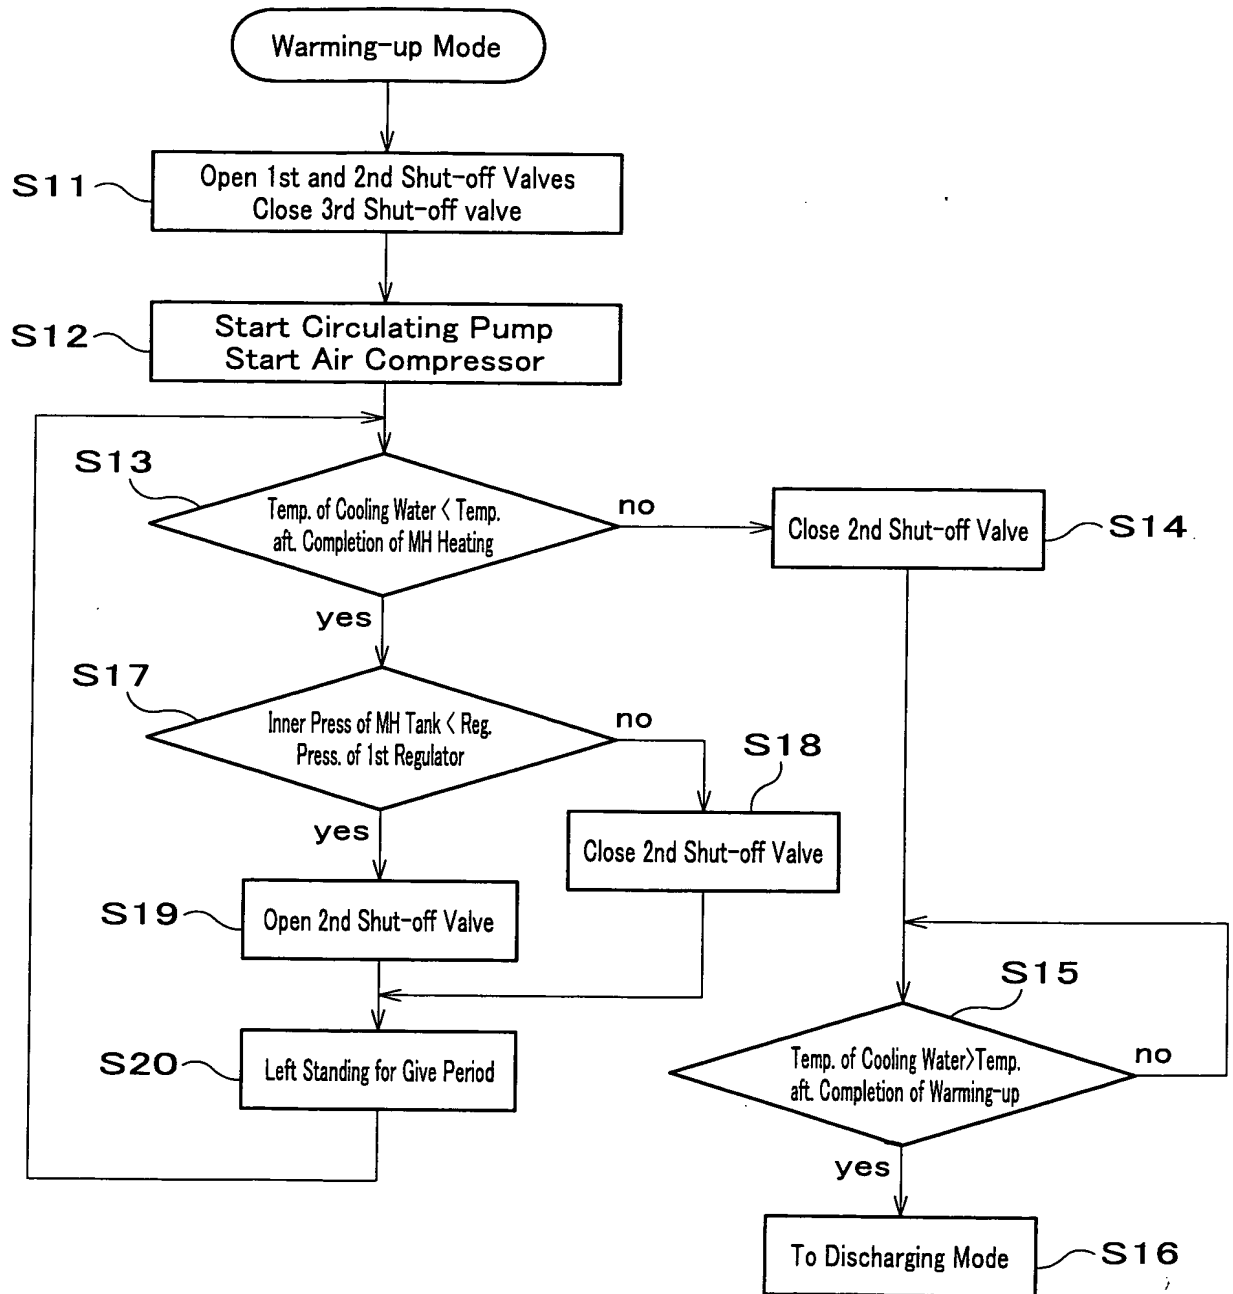 Warming-up Mode
S11
Open 1st and 2nd Shut-off Valves
Close 3rd Shut-off valve
S12
Start Circulating Pump
Start Air Compressor
S13
Temp. of Cooling Water < Temp.
aft. Completion of MH Heating
no
yes
Close 2nd Shut-off Valve
S14
S17
Inner Press of MH Tank < Reg.
Press. of 1st Regulator
no
yes
S18
Close 2nd Shut-off Valve
S19
Open 2nd Shut-off Valve
S20
Left Standing for Give Period
S15
Temp. of Cooling Water>Temp.
aft. Completion of Warming-up
no
yes
To Discharging Mode
S16